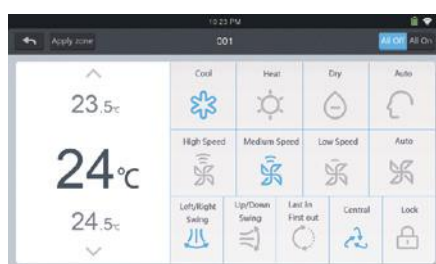 10:23 PM
Apply zone 001 All Off All On
Cool Heat Dry Auto
23.5℃
High Speed Medium Speed Low Speed Auto
24℃
Left/Right Swing Up/Down Swing Last In First out Central Lock
24.5℃